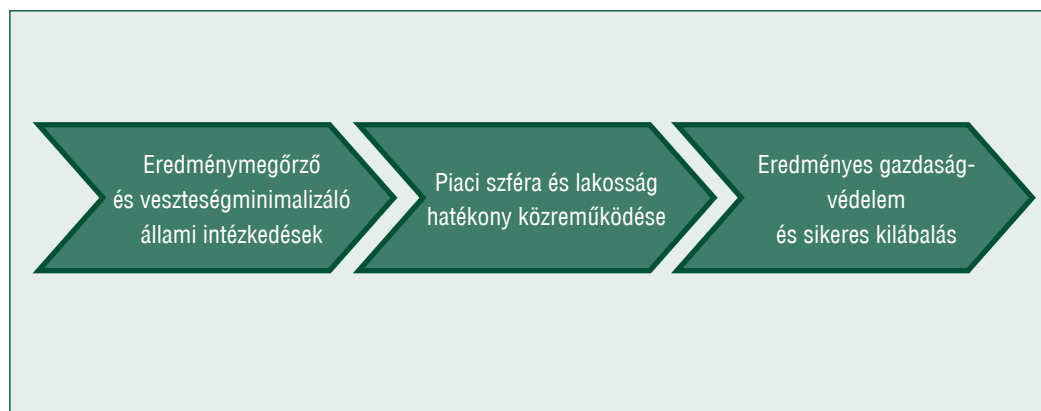 Eredménymegőrző
és veszteségminimalizáló
állami intézkedések
Piaci szféra és lakosság
hatékony közreműködése
Eredményes gazdaság-
védelem
és sikeres kilábalás